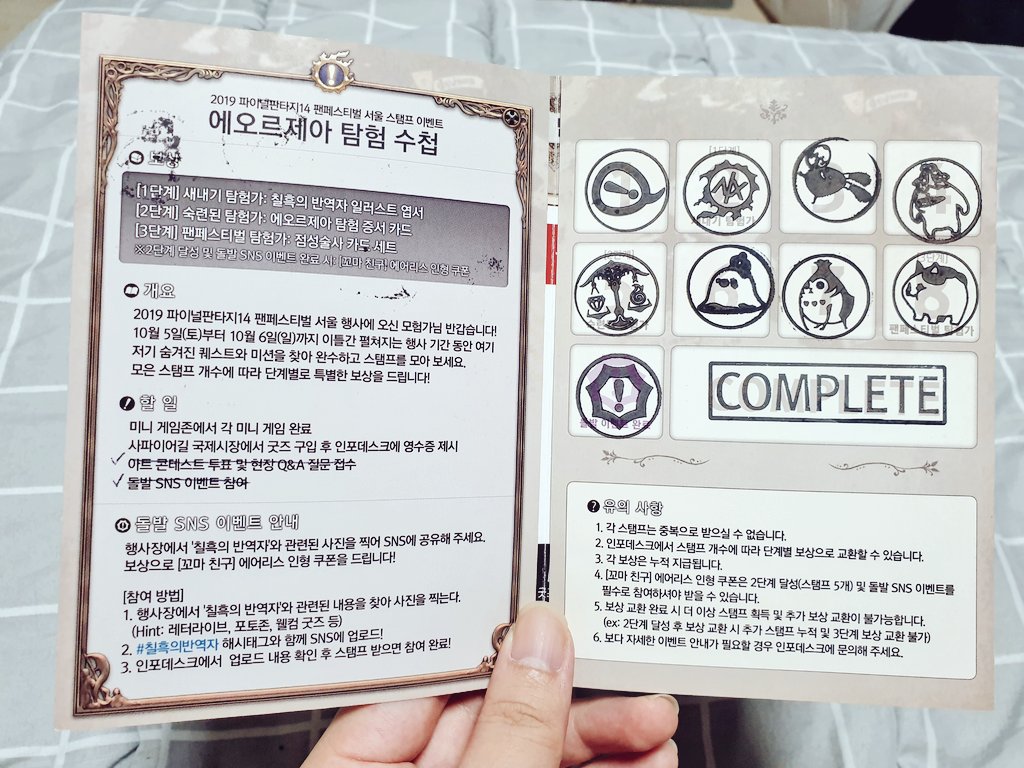 2019 파이널판타지14 팬페스티벌 서울 스탬프 이벤트
에오르제아 탐험 수첩
보상
[1단계] 새내기 탐험가: 칠흑의 반역자 일러스트 엽서
[2단계] 숙련된 탐험가: 에오르제아 탐험 증서 카드
[3단계] 팬페스티벌 탐험가: 점성술사 카드 세트
※2단계 달성 및 돌발 SNS 이벤트 완료 시: [꼬마 친구] 에어리스 인형 쿠폰
개요
2019 파이널판타지14 팬페스티벌 서울 행사에 오신 모험가님 반갑습니다!
10월 5일(토)부터 10월 6일(일)까지 이틀간 펼쳐지는 행사 기간 동안 여기
저기 숨겨진 퀘스트와 미션을 찾아 완수하고 스탬프를 모아 보세요.
모은 스탬프 개수에 따라 단계별로 특별한 보상을 드립니다!
할 일
미니 게임존에서 각 미니 게임 완료
사파이어길 국제시장에서 굿즈 구입 후 인포데스크에 영수증 제시
아트 콘테스트 투표 및 현장 Q&A 질문 접수
돌발 SNS 이벤트 참여
돌발 SNS 이벤트 안내
행사장에서 '칠흑의 반역자'와 관련된 사진을 찍어 SNS에 공유해 주세요.
보상으로 [꼬마 친구] 에어리스 인형 쿠폰을 드립니다!
[참여 방법]
1. 행사장에서 '칠흑의 반역자'와 관련된 내용을 찾아 사진을 찍는다.
(Hint: 레터라이브, 포토존, 웰컴 굿즈 등)
2. #칠흑의반역자 해시태그와 함께 SNS에 업로드!
3. 인포데스크에서 업로드 내용 확인 후 스탬프 받으면 참여 완료!
[1단계]
새내기 탐험가
[3단계]
팬페스티벌 탐험가
돌발 이벤트 완료
COMPLETE
유의 사항
1. 각 스탬프는 중복으로 받으실 수 없습니다.
2. 인포데스크에서 스탬프 개수에 따라 단계별 보상으로 교환할 수 있습니다.
3. 각 보상은 누적 지급됩니다.
4. [꼬마 친구] 에어리스 인형 쿠폰은 2단계 달성(스탬프 5개) 및 돌발 SNS 이벤트를
필수로 참여하셔야 받을 수 있습니다.
5. 보상 교환 완료 시 더 이상 스탬프 획득 및 추가 보상 교환이 불가능합니다.
(ex: 2단계 달성 후 보상 교환 시 추가 스탬프 누적 및 3단계 보상 교환 불가)
6. 보다 자세한 이벤트 안내가 필요할 경우 인포데스크에 문의해 주세요.